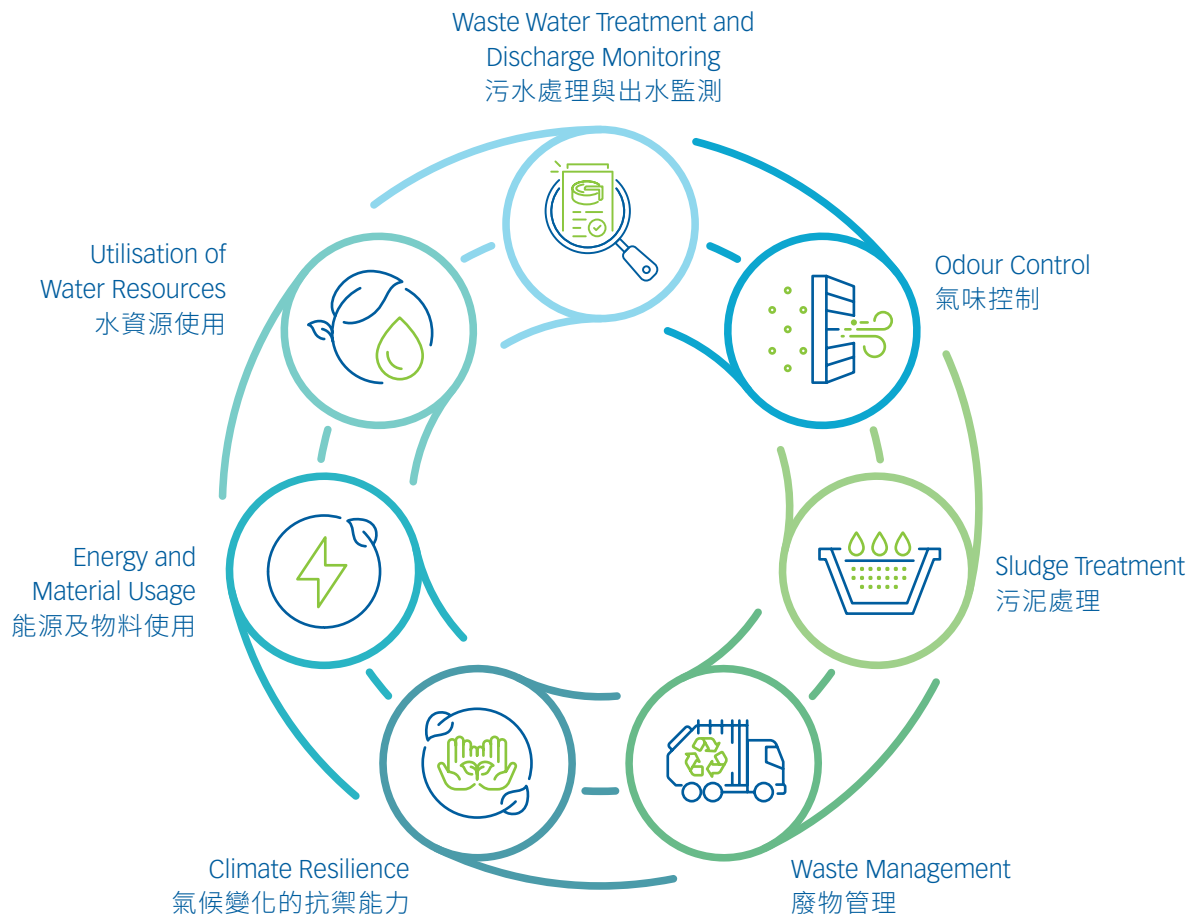 Waste Water Treatment and
Discharge Monitoring
污水處理與出水監測
Odour Control
氣味控制
Sludge Treatment
污泥處理
Waste Management
廢物管理
Climate Resilience
氣候變化的抗禦能力
Energy and
Material Usage
能源及物料使用
Utilisation of
Water Resources
水資源使用